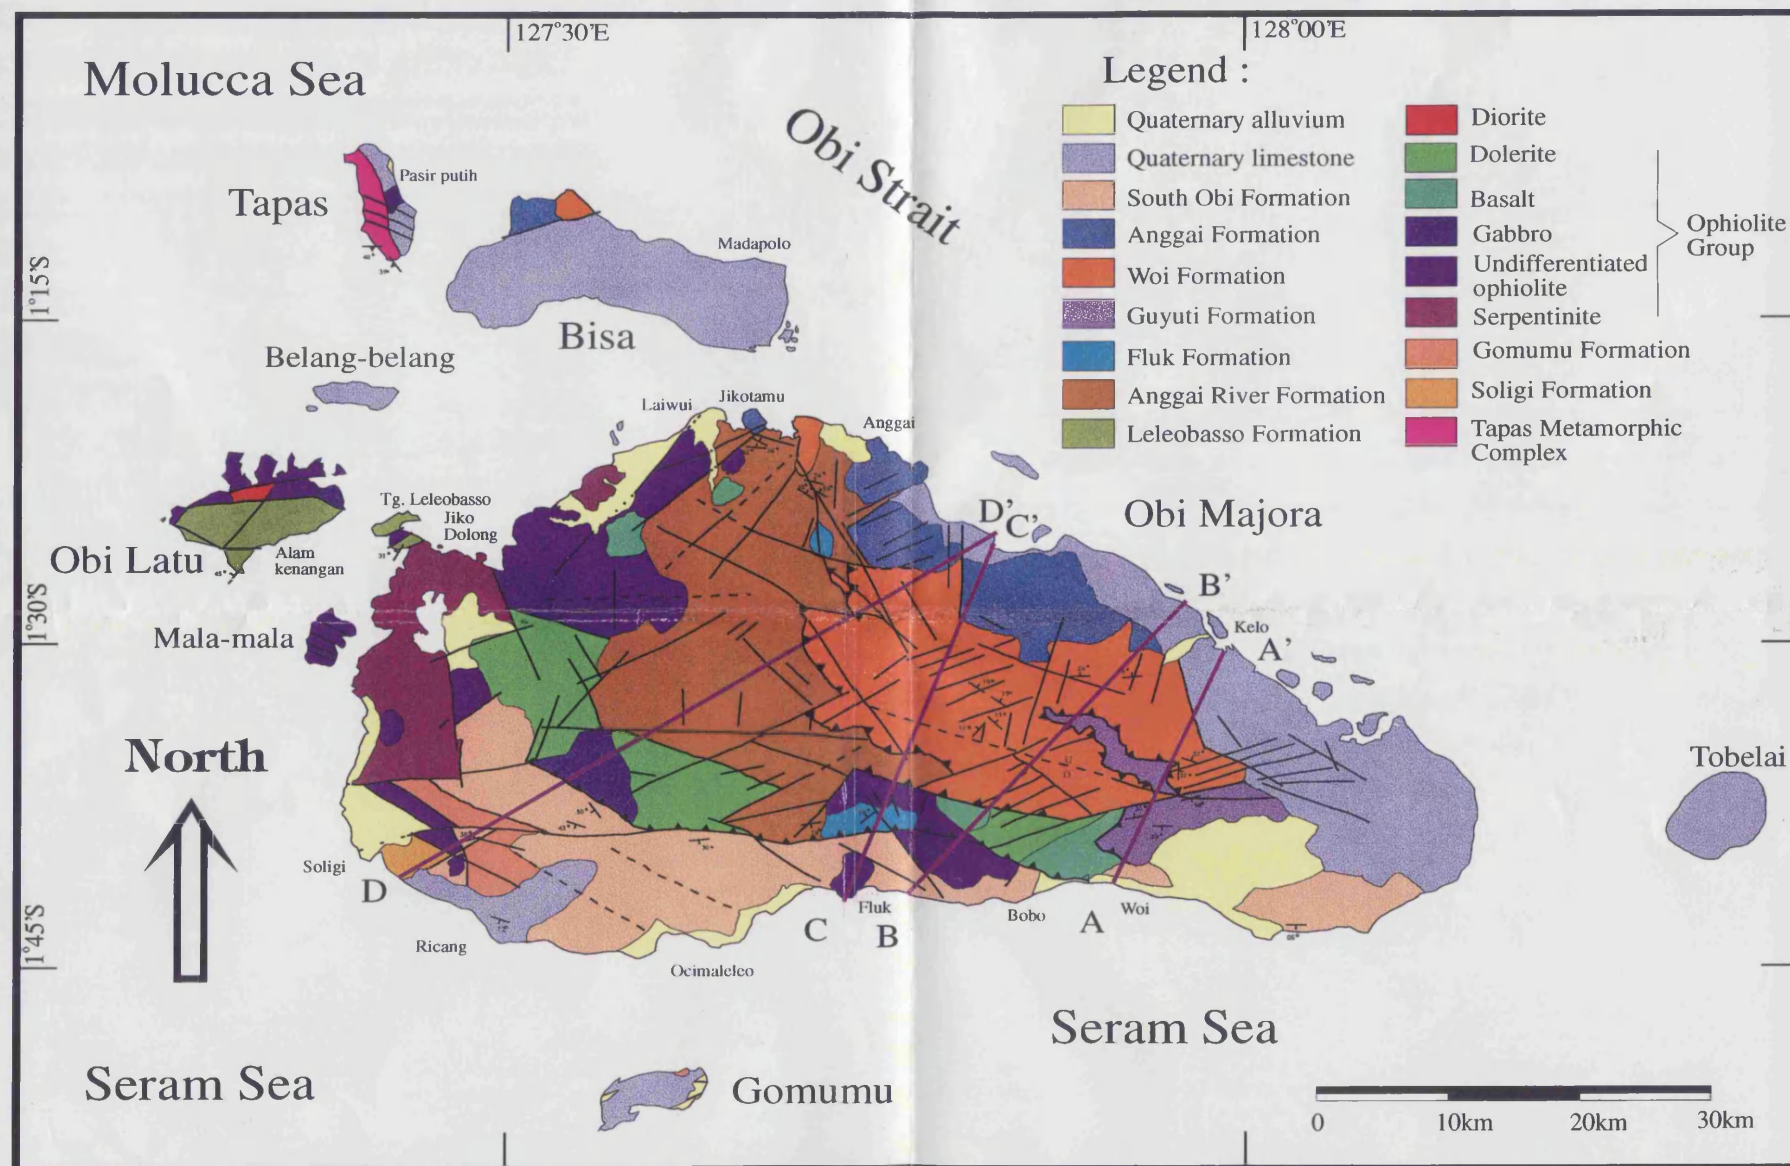 127°30'E
128°00'E
Molucca Sea
Obi Strait
Legend :
Quaternary alluvium
Quaternary limestone
South Obi Formation
Anggai Formation
Woi Formation
Guyuti Formation
Fluk Formation
Anggai River Formation
Leleobasso Formation
Diorite
Dolerite
Basalt
Gabbro
Undifferentiated
ophiolite
Serpentinite
Ophiolite
Group
Gomumu Formation
Soligi Formation
Tapas Metamorphic
Complex
Pasir putih
Tapas
Madapolo
1°15'S
Bisa
Belang-belang
Laiwui
Jikotamu
Anggai
Tg. Leleobasso
Jiko
Dolong
Obi Latu
Alam
kenangan
D'
C'
Obi Majora
B'
1°30'S
Mala-mala
Kelo
A'
North
Tobelai
Soligi
D
Fluk
C
B
Bobo
A
Woi
1°45'S
Ricang
Ocimaleleo
Seram Sea
Seram Sea
Gomumu
0
10km
20km
30km